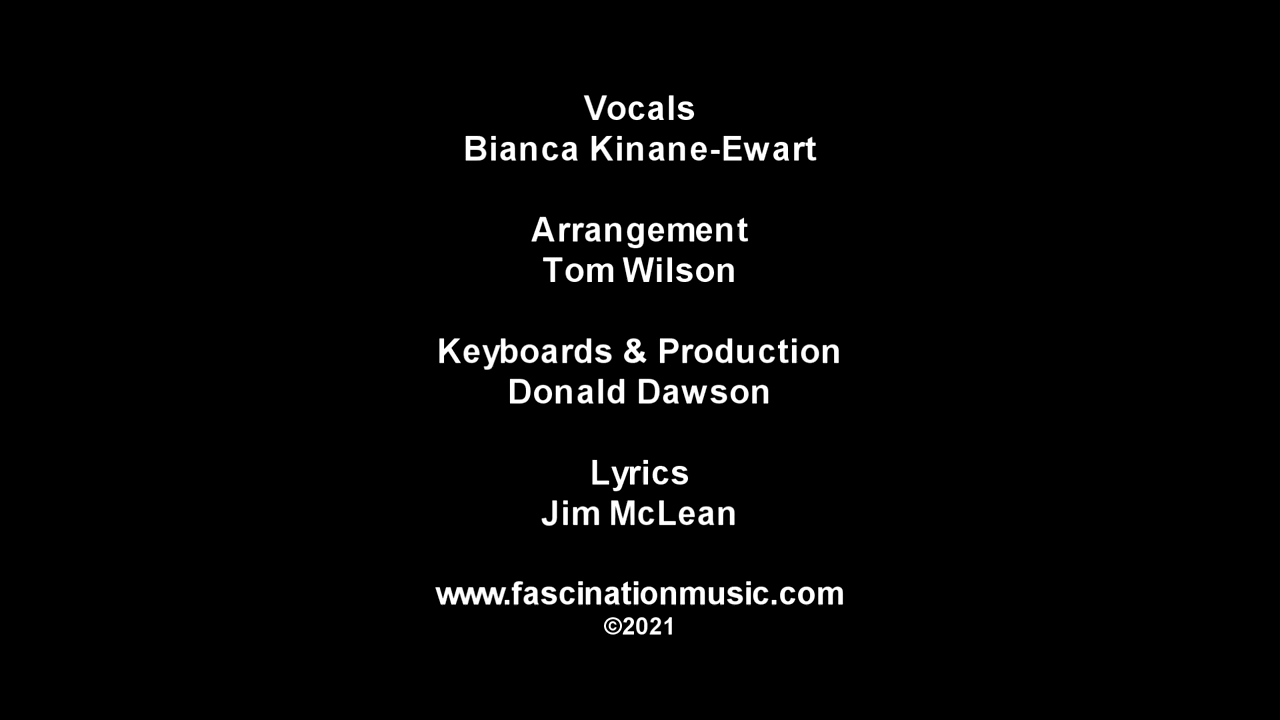 Vocals
Bianca Kinane-Ewart
Arrangement
Tom Wilson
Keyboards & Production
Donald Dawson
Lyrics
Jim McLean
www.fascinationmusic.com
©2021